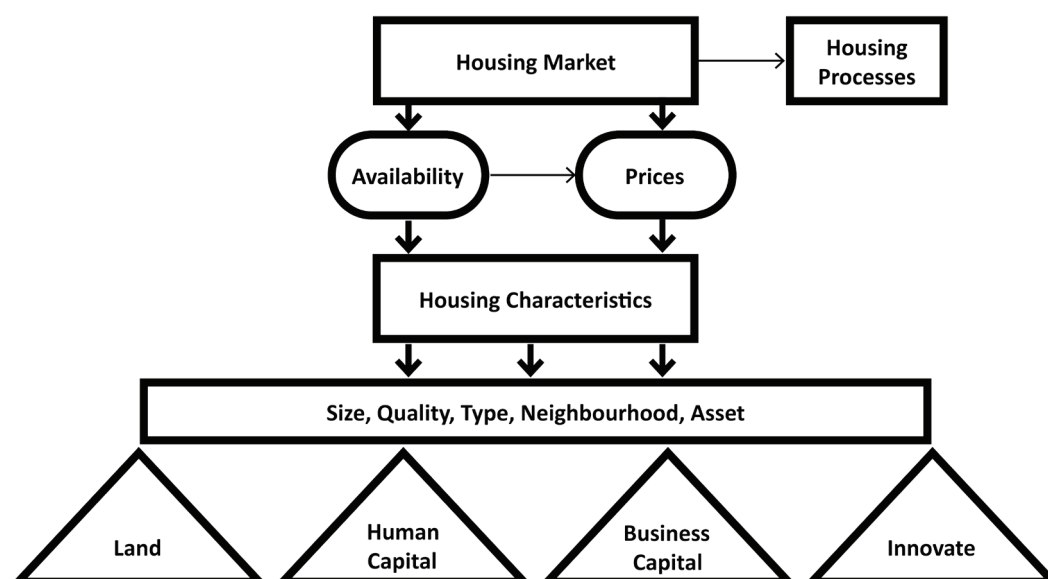 Housing Market
Housing
Processes
Availability
Prices
Housing Characteristics
Size, Quality, Type, Neighbourhood, Asset
Land
Human
Capital
Business
Capital
Innovate